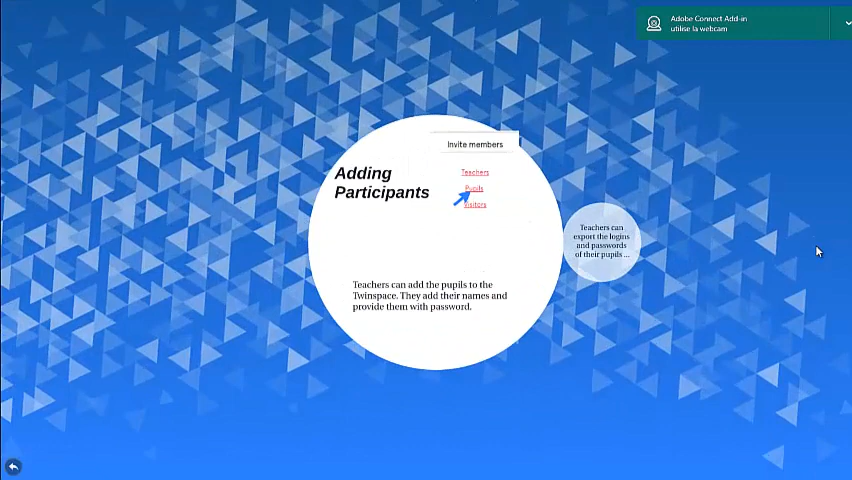 Adobe Connect Add-in
utilise la webcam
Invite members
Adding
Participants
Teachers
Pupils
Visitors
Teachers can
export the logins
and passwords
of their pupils ...
Teachers can add the pupils to the
Twinspace. They add their names and
provide them with password.